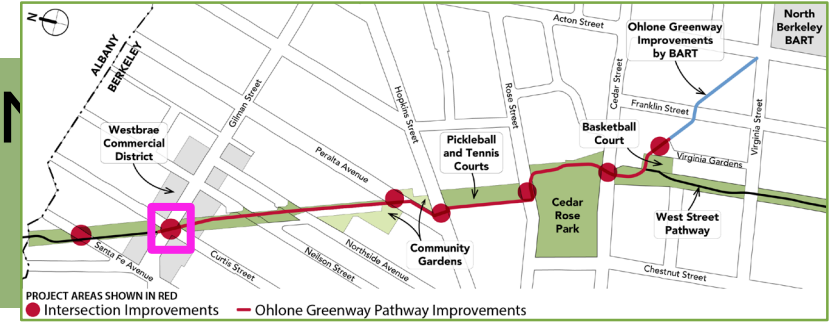 N
Acton Street
North
Berkeley
BART
Ohlone Greenway
Improvements
by BART
ALBANY
BERKELEY
Gilman Street
Hopkins Street
Rose Street
Cedar Street
Franklin Street
Virginia Street
Westbrae
Commercial
District
Peralta Avenue
Pickleball
and Tennis
Courts
Basketball
Court
Virginia Gardens
Cedar
Rose
Park
West Street
Pathway
Community
Gardens
Santa Fe Avenue
Curtis Street
Neilson Street
Northside Avenue
Chestnut Street
PROJECT AREAS SHOWN IN RED
Intersection Improvements
Ohlone Greenway Pathway Improvements
N